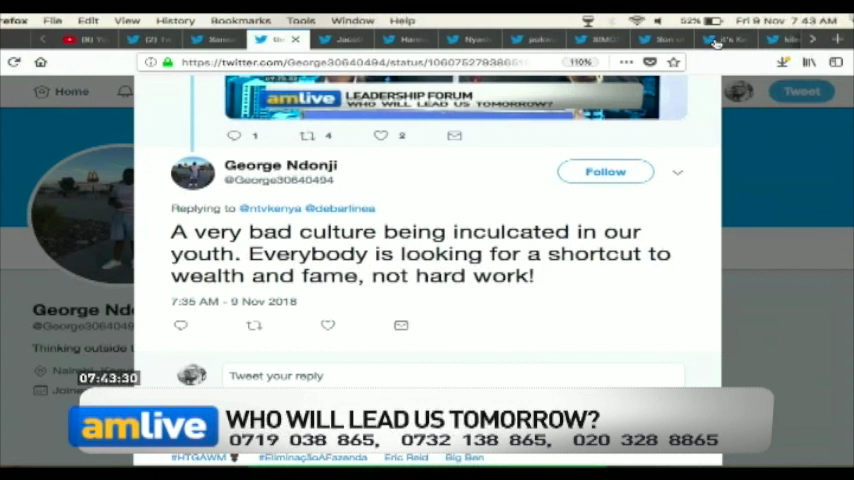 refox File Edit View History Bookmarks Tools Window Help 52% Fri 9 Nov 7:43 AM
https://twitter.com/George30640494/status/106075279386 110%
Home
Tweet
amlive LEADERSHIP FORUM
WHO WILL LEAD US TOMORROW?
1 4 2
George Ndonji
@George30640494
Follow
Replying to @ntvkenya @debarlinea
A very bad culture being inculcated in our
youth. Everybody is looking for a shortcut to
wealth and fame, not hard work!
7:35 AM - 9 Nov 2018
George Nd
@George3064049
Thinking outside
Nairobi,
Joine
Tweet your reply
07:43:30
amlive WHO WILL LEAD US TOMORROW?
0719 038 865, 0732 138 865, 020 328 8865
#HTGAWM #EliminaçãoAFazenda Eric Reid Big Ben